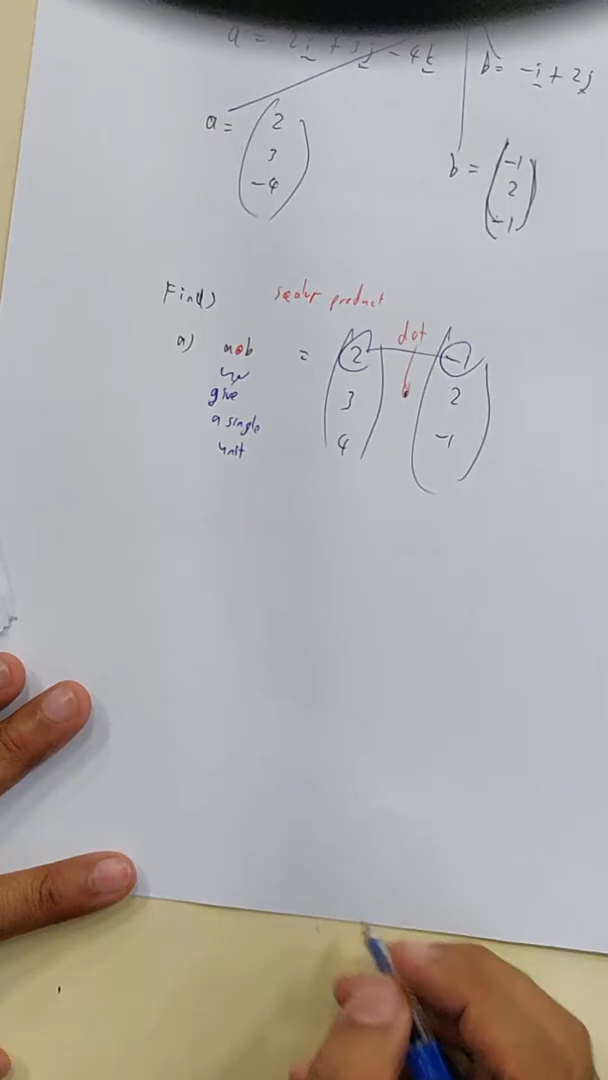 a = 2i + 3j - 4k
b = -i + 2j
a = (2
3
-4)
b = (-1
2
-1)
Find)
scalar product
a) a•b = (2
3
4) • (-1
2
-1)
dot
give
a single
unit